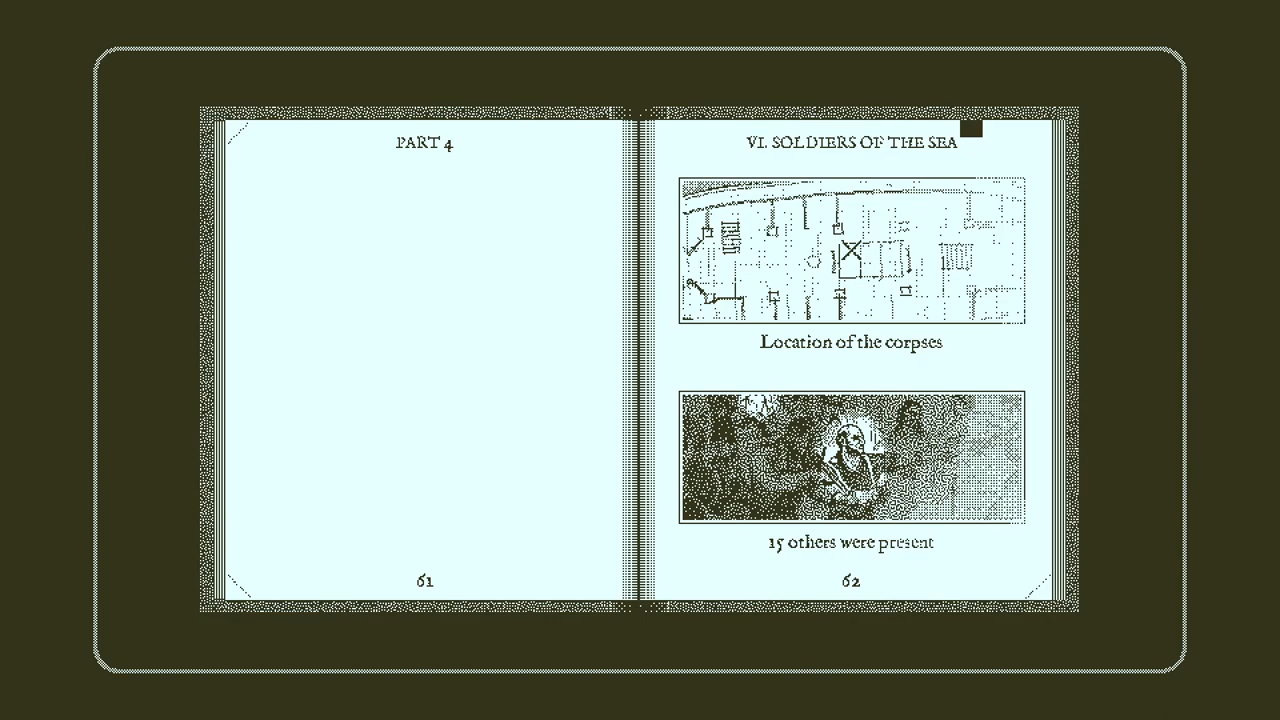 PART 4
61
VI. SOLDIERS OF THE SEA
Location of the corpses
15 others were present
62